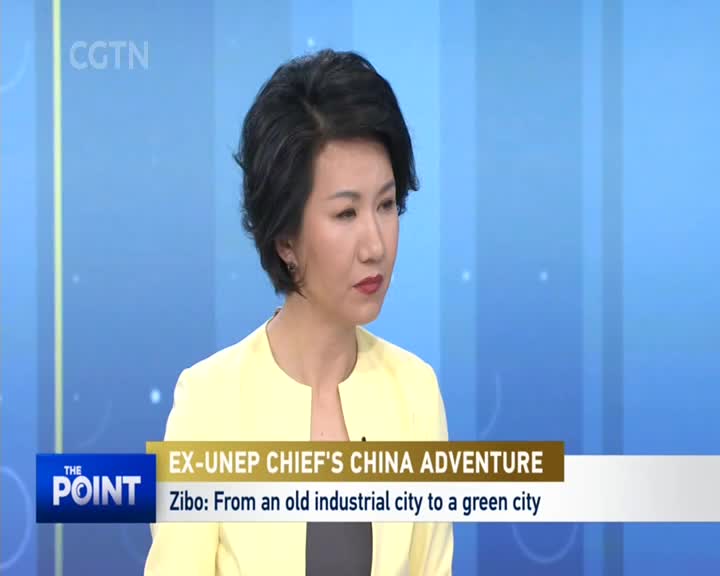 CGTN
THE
POINT
EX-UNEP CHIEF'S CHINA ADVENTURE
Zibo: From an old industrial city to a green city